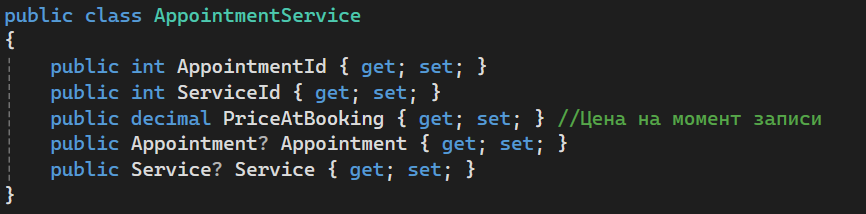 public class AppointmentService
{
public int AppointmentId { get; set; }
public int ServiceId { get; set; }
public decimal PriceAtBooking { get; set; } //Цена на момент записи
public Appointment? Appointment { get; set; }
public Service? Service { get; set; }
}